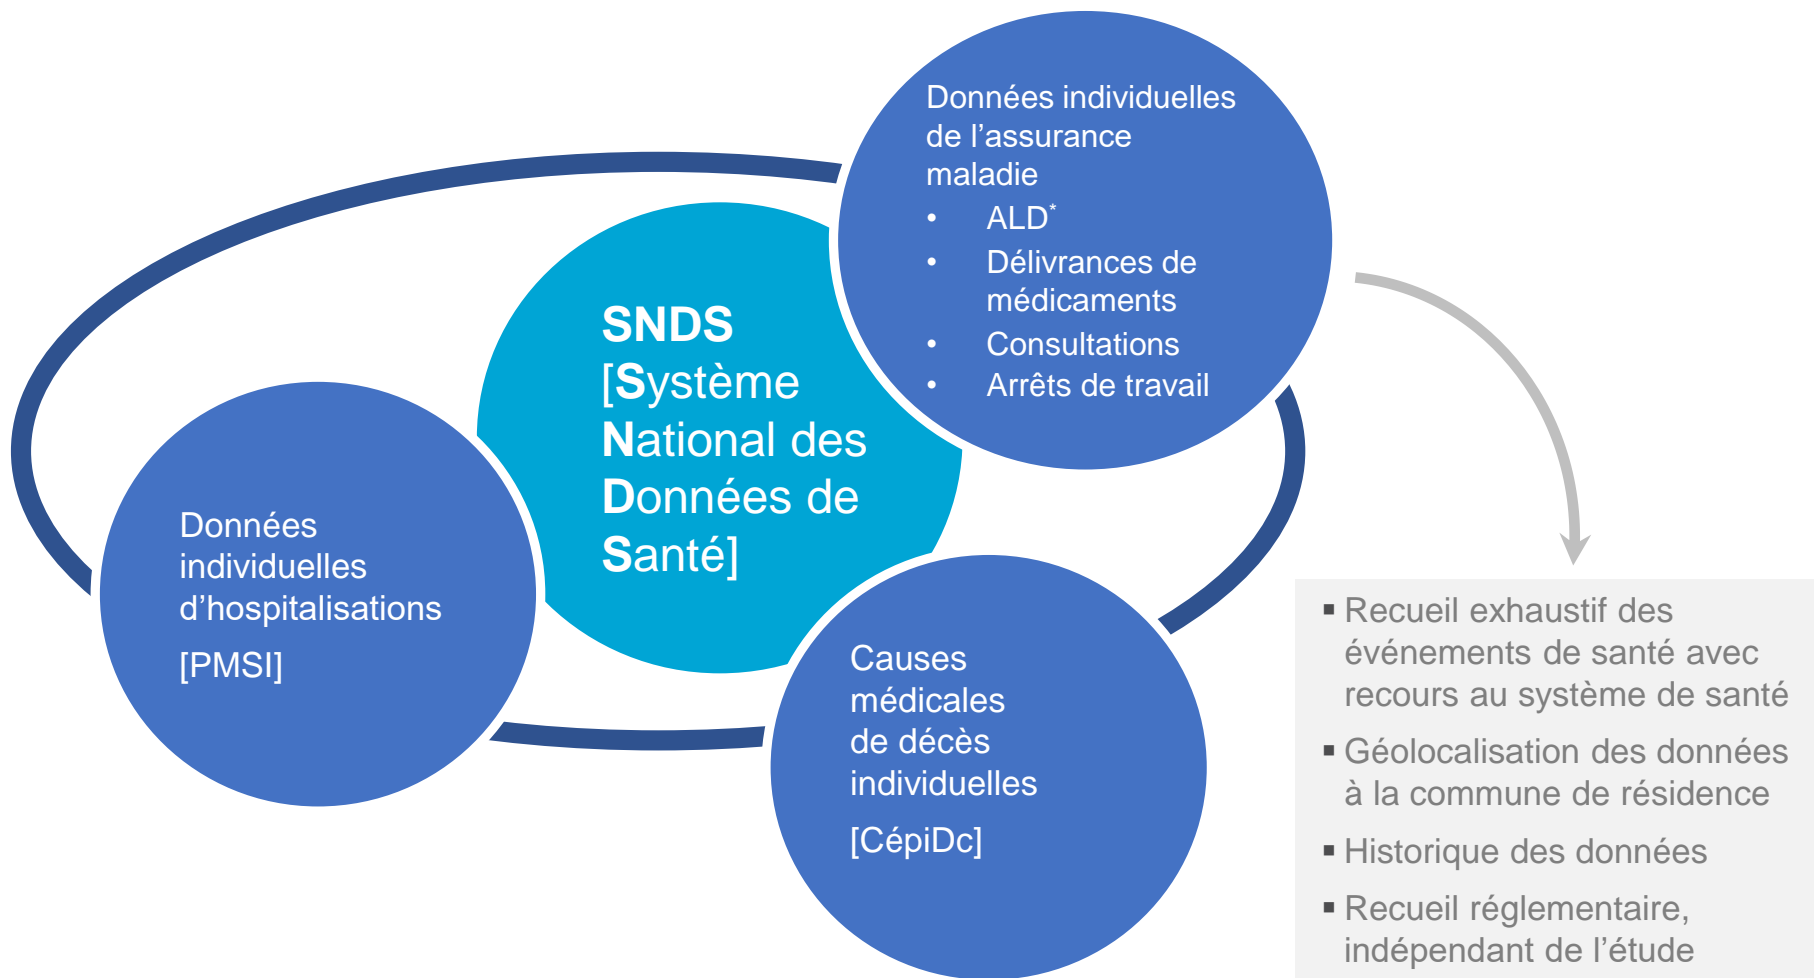 Données individuelles
de l’assurance
maladie
• ALD*
• Délivrances de
médicaments
• Consultations
• Arrêts de travail
SNDS
[Système
National des
Données de
Santé]
Données
individuelles
d’hospitalisations
[PMSI]
Causes
médicales
de décès
individuelles
[CépiDc]
▪ Recueil exhaustif des
événements de santé avec
recours au système de santé
▪ Géolocalisation des données
à la commune de résidence
▪ Historique des données
▪ Recueil réglementaire,
indépendant de l’étude